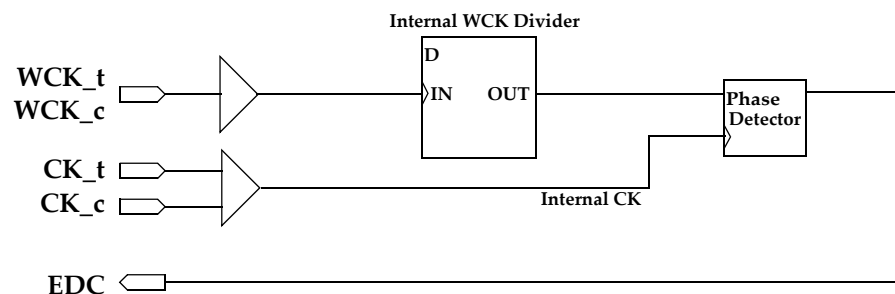 Internal WCK Divider
D
WCK_t
WCK_c
IN
OUT
Phase
Detector
CK_t
CK_c
Internal CK
EDC